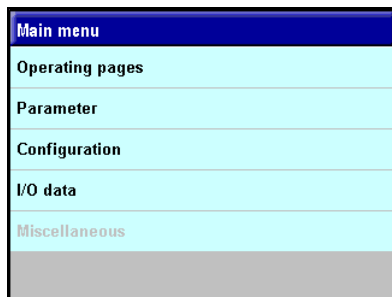 Main menu
Operating pages
Parameter
Configuration
I/O data
Miscellaneous